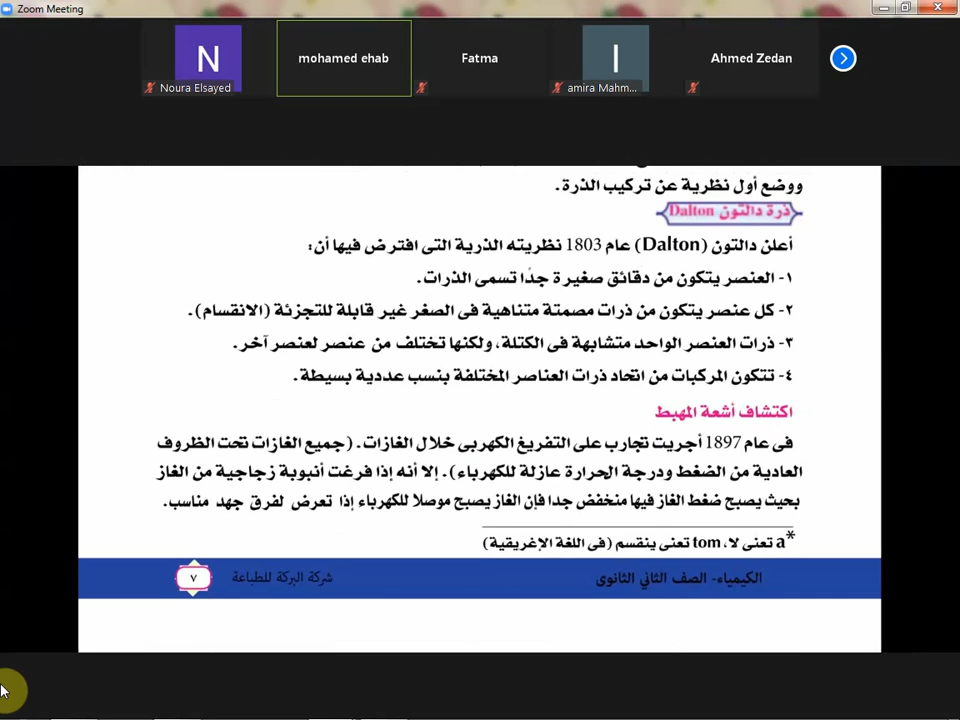 Zoom Meeting
N
Noura Elsayed
mohamed ehab
Fatma
I
amira Mahm...
Ahmed Zedan
ووضع أول نظرية عن تركيب الذرة.
ذرة دالتون Dalton
أعلن دالتون (Dalton) عام 1803 نظريته الذرية التى افترض فيها أن:
١- العنصر يتكون من دقائق صغيرة جدًا تسمى الذرات.
٢- كل عنصر يتكون من ذرات مصمتة متناهية فى الصغر غير قابلة للتجزئة (الانقسام).
٣- ذرات العنصر الواحد متشابهة فى الكتلة، ولكنها تختلف من عنصر لعنصر آخر.
٤- تتكون المركبات من اتحاد ذرات العناصر المختلفة بنسب عددية بسيطة.
اكتشاف أشعة المهبط
فى عام 1897 أجريت تجارب على التفريغ الكهربى خلال الغازات. (جميع الغازات تحت الظروف
العادية من الضغط ودرجة الحرارة عازلة للكهرباء). إلا أنه إذا فرغت أنبوبة زجاجية من الغاز
بحيث يصبح ضغط الغاز فيها منخفض جدا فإن الغاز يصبح موصلا للكهرباء إذا تعرض لفرق جهد مناسب.
*a تعنى لا، tom تعنى ينقسم (فى اللغة الإغريقية)
الكيمياء- الصف الثاني الثانوى
شركة البركة للطباعة
٧